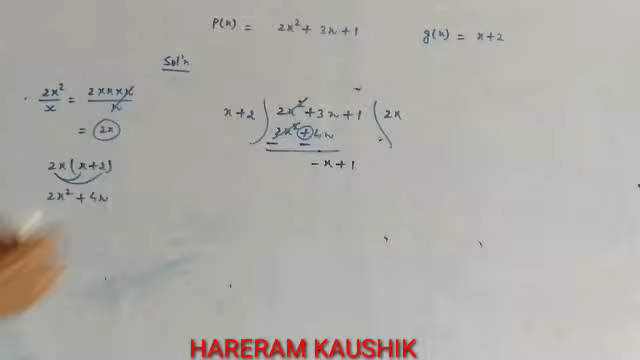 P(x) = 2x² + 3x + 1
g(x) = x+2
Solⁿ
2x²/x = 2×x×x/x
= 2x
2x(x+2)
2x² + 4x
x+2 ) 2x² + 3x + 1 ( 2x
2x² + 4x
− −
- x + 1
HARERAM KAUSHIK